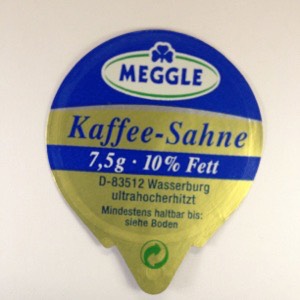 MEGGLE
Kaffee-Sahne
7,5g · 10% Fett
D-83512 Wasserburg
ultrahocherhitzt
Mindestens haltbar bis:
siehe Boden